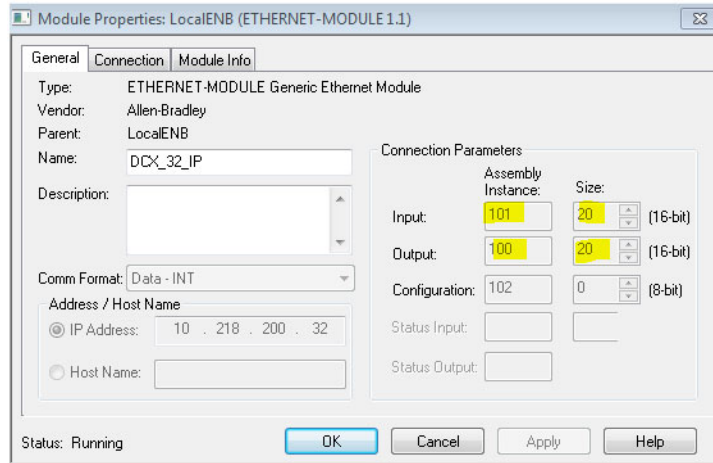 Module Properties: LocalENB (ETHERNET-MODULE 1.1)
General Connection Module Info
Type: ETHERNET-MODULE Generic Ethernet Module
Vendor: Allen-Bradley
Parent: LocalENB
Name: DCX_32_IP
Description:
Comm Format: Data - INT
Address / Host Name
IP Address: 10 . 218 . 200 . 32
Host Name:
Connection Parameters
Assembly
Instance: Size:
Input: 101 20 (16-bit)
Output: 100 20 (16-bit)
Configuration: 102 0 (8-bit)
Status Input:
Status Output:
Status: Running OK Cancel Apply Help